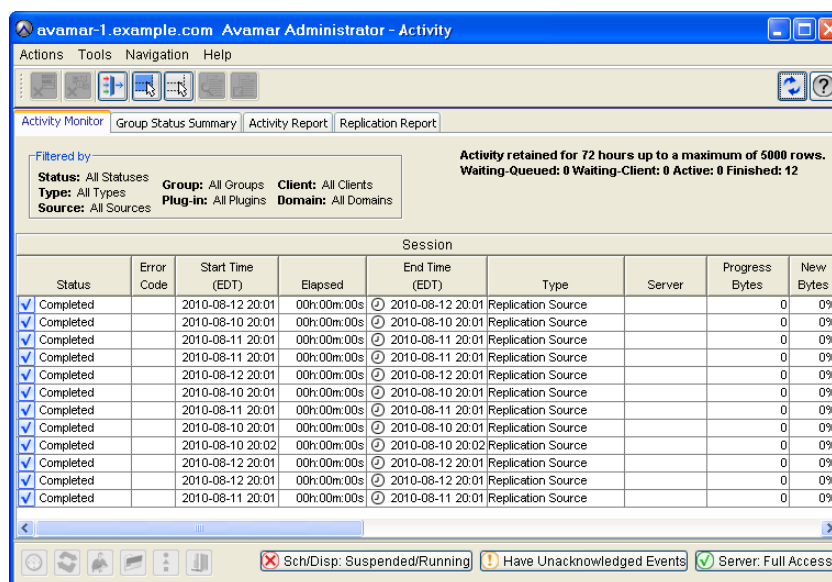 avamar-1.example.com Avamar Administrator - Activity
Actions Tools Navigation Help
Activity Monitor Group Status Summary Activity Report Replication Report
Filtered by
Status: All Statuses
Type: All Types
Source: All Sources
Group: All Groups
Plug-in: All Plugins
Client: All Clients
Domain: All Domains
Activity retained for 72 hours up to a maximum of 5000 rows.
Waiting-Queued: 0 Waiting-Client: 0 Active: 0 Finished: 12
Session
Status Error Code Start Time (EDT) Elapsed End Time (EDT) Type Server Progress Bytes New Bytes
Completed 2010-08-12 20:01 00h:00m:00s 2010-08-12 20:01 Replication Source 0 0%
Completed 2010-08-10 20:01 00h:00m:00s 2010-08-10 20:01 Replication Source 0 0%
Completed 2010-08-11 20:01 00h:00m:00s 2010-08-11 20:01 Replication Source 0 0%
Completed 2010-08-12 20:01 00h:00m:00s 2010-08-12 20:01 Replication Source 0 0%
Completed 2010-08-12 20:01 00h:00m:00s 2010-08-12 20:01 Replication Source 0 0%
Completed 2010-08-10 20:01 00h:00m:00s 2010-08-10 20:01 Replication Source 0 0%
Completed 2010-08-11 20:01 00h:00m:00s 2010-08-11 20:01 Replication Source 0 0%
Completed 2010-08-11 20:01 00h:00m:00s 2010-08-11 20:01 Replication Source 0 0%
Completed 2010-08-10 20:02 00h:00m:00s 2010-08-10 20:02 Replication Source 0 0%
Completed 2010-08-12 20:01 00h:00m:00s 2010-08-12 20:01 Replication Source 0 0%
Completed 2010-08-12 20:01 00h:00m:00s 2010-08-12 20:01 Replication Source 0 0%
Completed 2010-08-11 20:01 00h:00m:00s 2010-08-11 20:01 Replication Source 0 0%
Sch/Disp: Suspended/Running Have Unacknowledged Events Server: Full Access